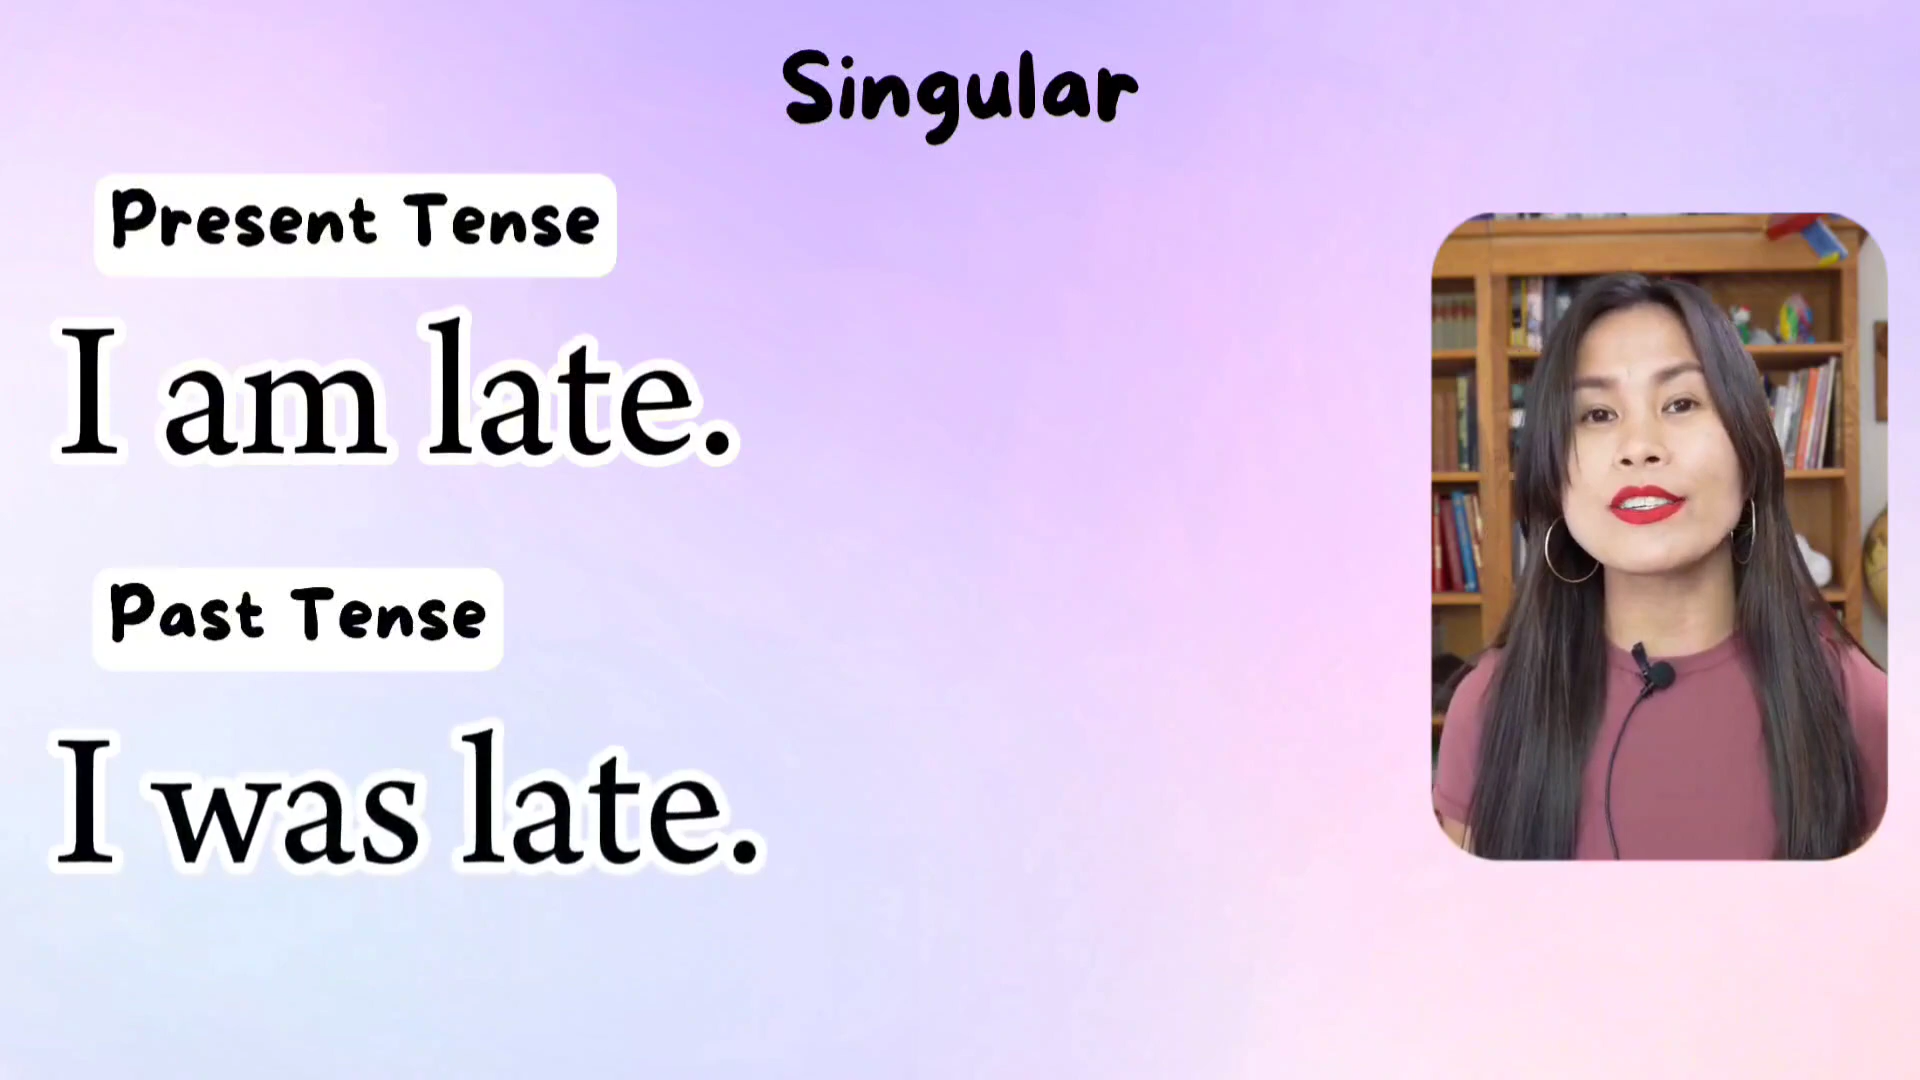 Singular
Present Tense
I am late.
Past Tense
I was late.